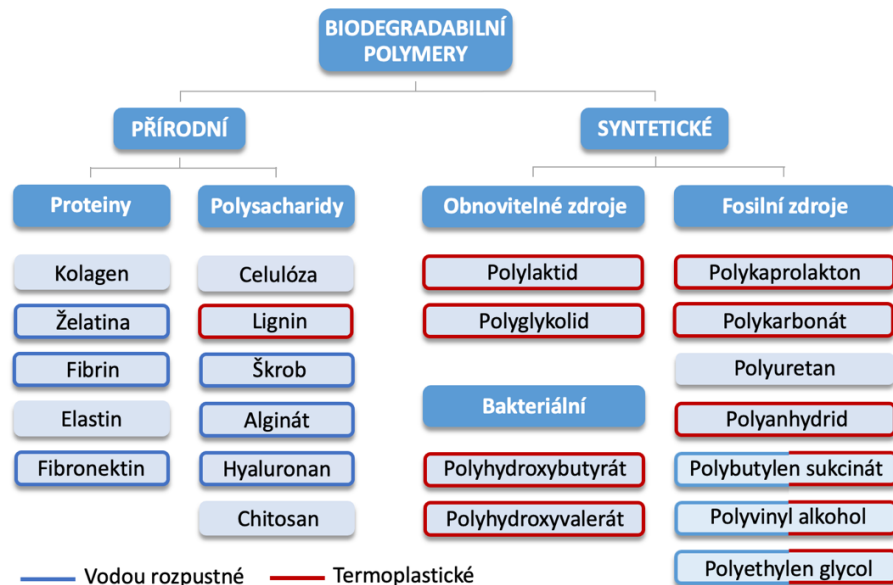 BIODEGRADABILNÍ
POLYMERY
PŘÍRODNÍ
SYNTETICKÉ
Proteiny
Polysacharidy
Obnovitelné zdroje
Fosilní zdroje
Kolagen
Celulóza
Polylaktid
Polykaprolakton
Želatina
Lignin
Polyglykolid
Polykarbonát
Fibrin
Škrob
Polyuretan
Elastin
Alginát
Bakteriální
Polyanhydrid
Fibronektin
Hyaluronan
Polyhydroxybutyrát
Polybutylen sukcinát
Chitosan
Polyhydroxyvalerát
Polyvinyl alkohol
Polyethylen glycol
Vodou rozpustné
Termoplastické